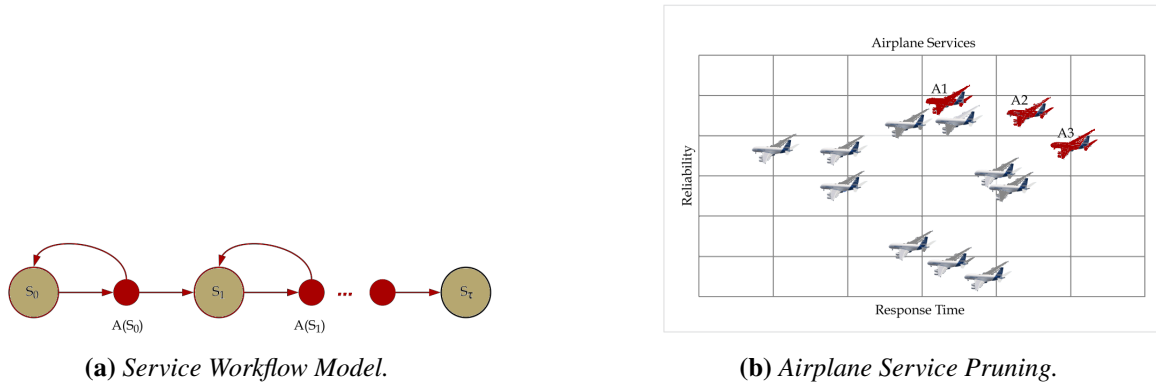 S0
A(S0)
S1
A(S1)
...
Sτ
(a) Service Workflow Model.
Airplane Services
A1
A2
A3
Reliability
Response Time
(b) Airplane Service Pruning.